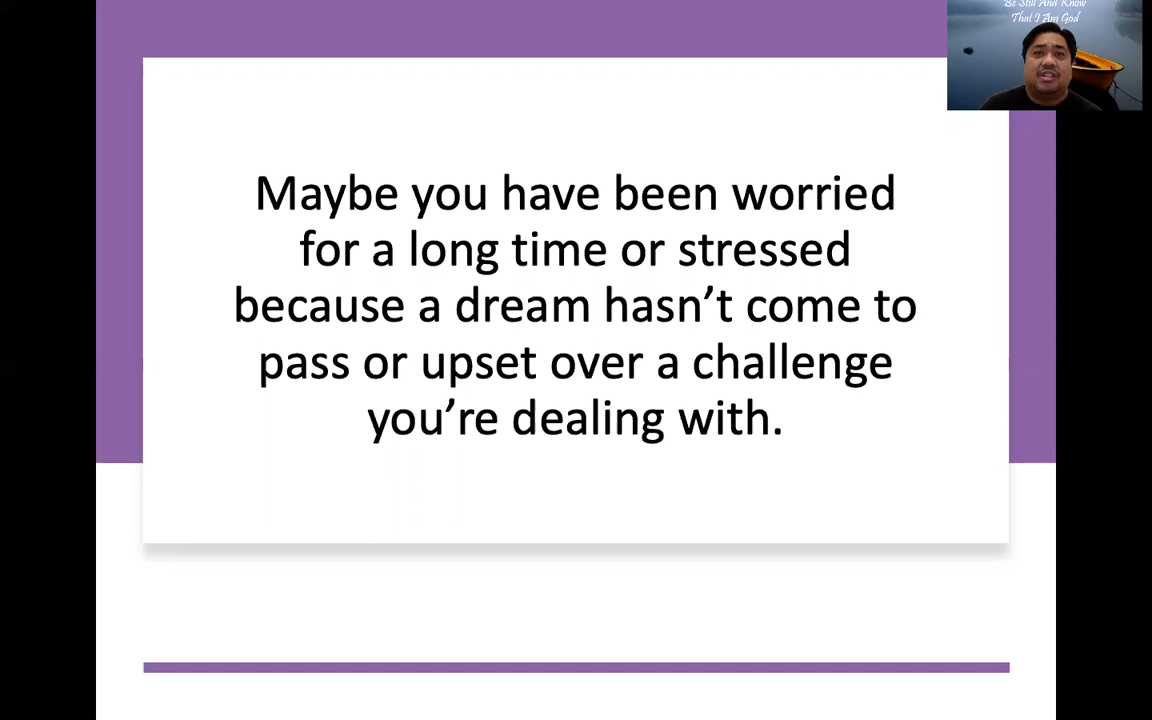 Be Still And Know
That I Am God
Maybe you have been worried
for a long time or stressed
because a dream hasn’t come to
pass or upset over a challenge
you’re dealing with.